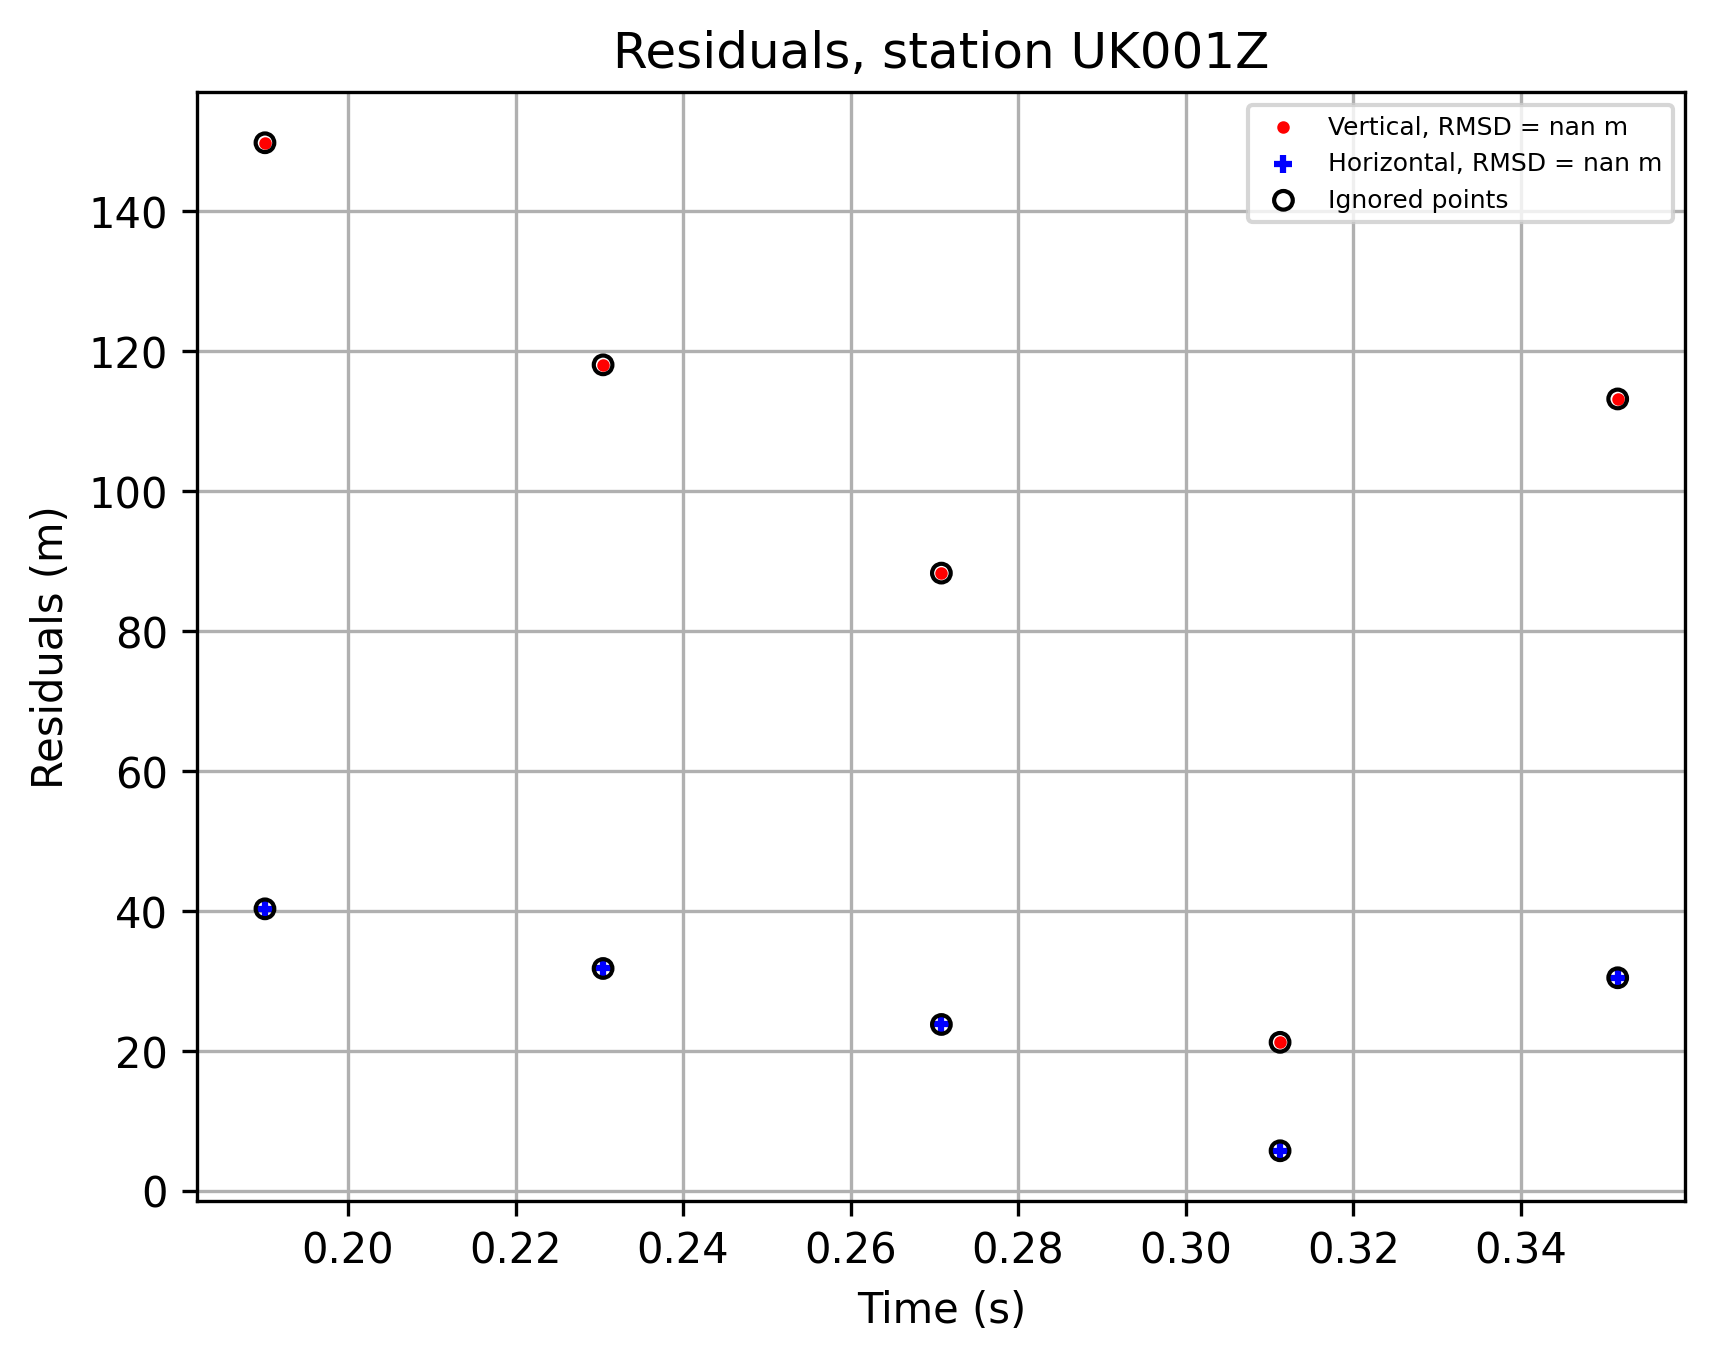 Residuals, station UK001Z
Vertical, RMSD = nan m
Horizontal, RMSD = nan m
Ignored points
Residuals (m)
140
120
100
80
60
40
20
0
0.20 0.22 0.24 0.26 0.28 0.30 0.32 0.34
Time (s)